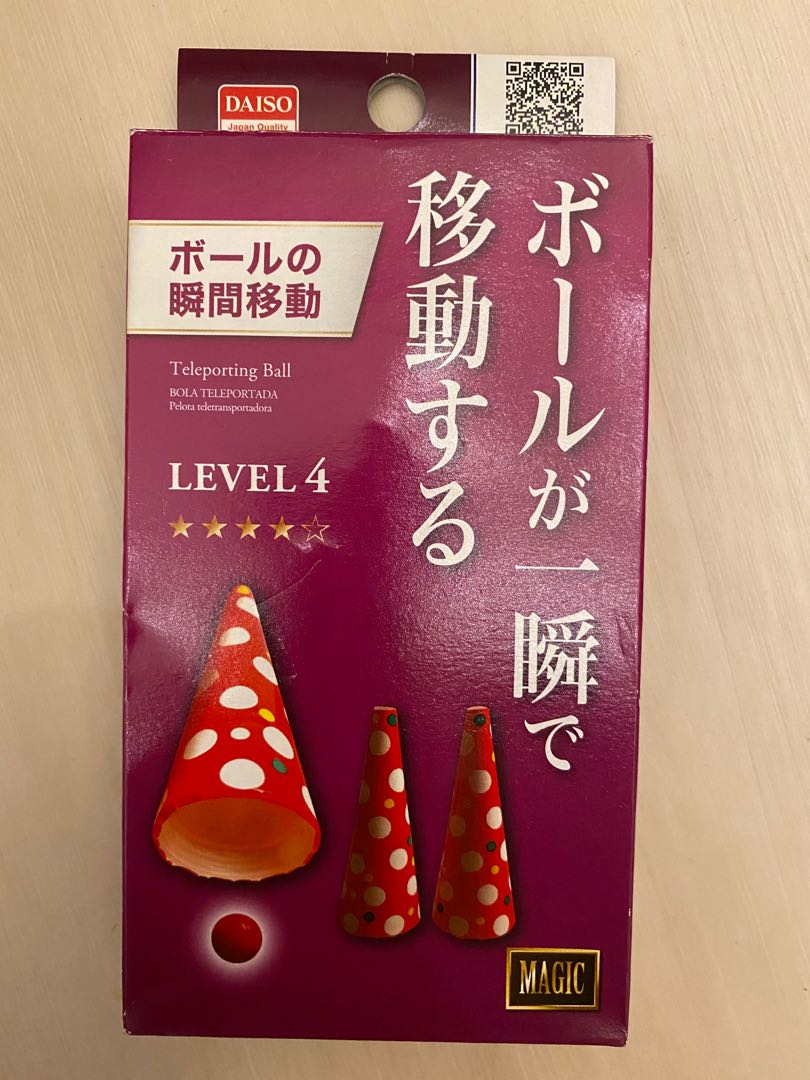 DAISO
Japan Quality
ボールが一瞬で
移動する
ボールの
瞬間移動
Teleporting Ball
BOLA TELEPORTADA
Pelota teletransportadora
LEVEL 4
MAGIC